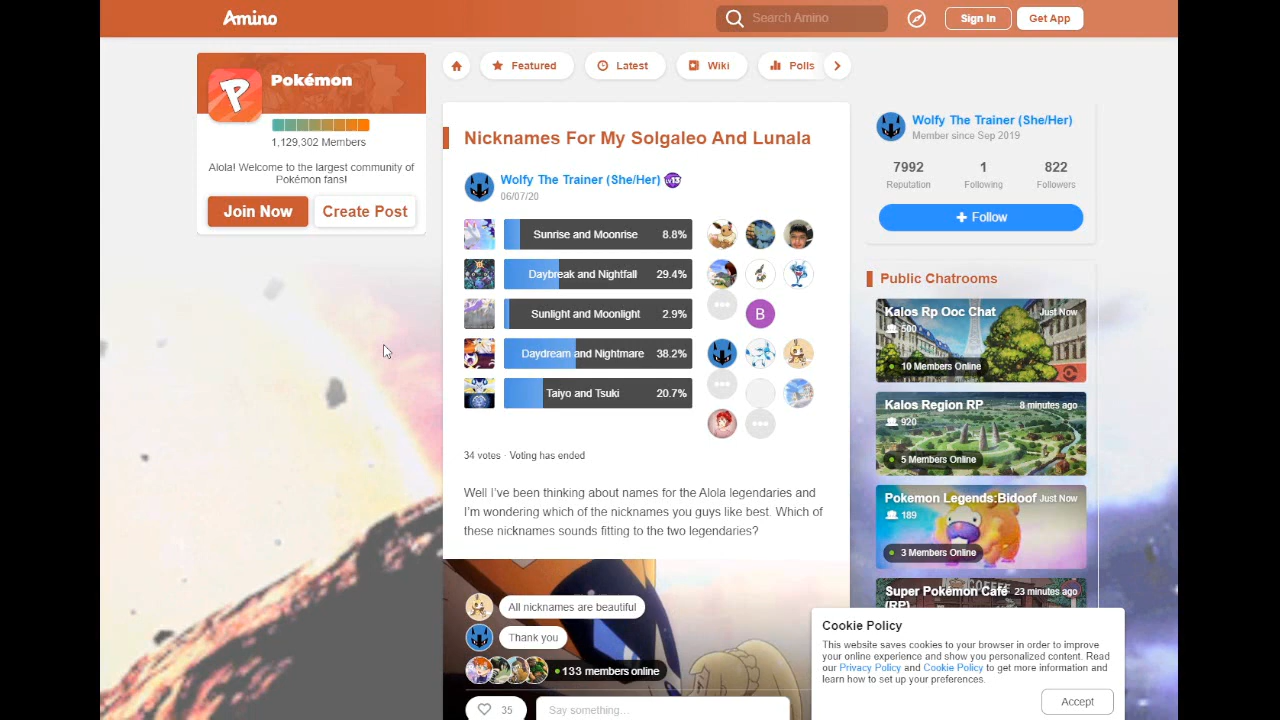 Amino
Search Amino
Sign In
Get App
P
Pokémon
1,129,302 Members
Alola! Welcome to the largest community of
Pokémon fans!
Join Now
Create Post
Featured
Latest
Wiki
Polls
Nicknames For My Solgaleo And Lunala
Wolfy The Trainer (She/Her)
06/07/20
Sunrise and Moonrise 8.8%
Daybreak and Nightfall 29.4%
Sunlight and Moonlight 2.9%
B
Daydream and Nightmare 38.2%
Taiyo and Tsuki 20.7%
34 votes · Voting has ended
Well I've been thinking about names for the Alola legendaries and
I'm wondering which of the nicknames you guys like best. Which of
these nicknames sounds fitting to the two legendaries?
All nicknames are beautiful
Thank you
133 members online
35
Say something...
Wolfy The Trainer (She/Her)
Member since Sep 2019
7992 1 822
Reputation Following Followers
Follow
Public Chatrooms
Kalos Rp Ooc Chat Just Now
500
10 Members Online
Kalos Region RP 8 minutes ago
920
5 Members Online
Pokemon Legends:Bidoof Just Now
189
3 Members Online
COFFEE
Super Pokémon Café 23 minutes ago
(RP)
Cookie Policy
This website saves cookies to your browser in order to improve
your online experience and show you personalized content. Read
our Privacy Policy and Cookie Policy to get more information and
learn how to set up your preferences.
Accept